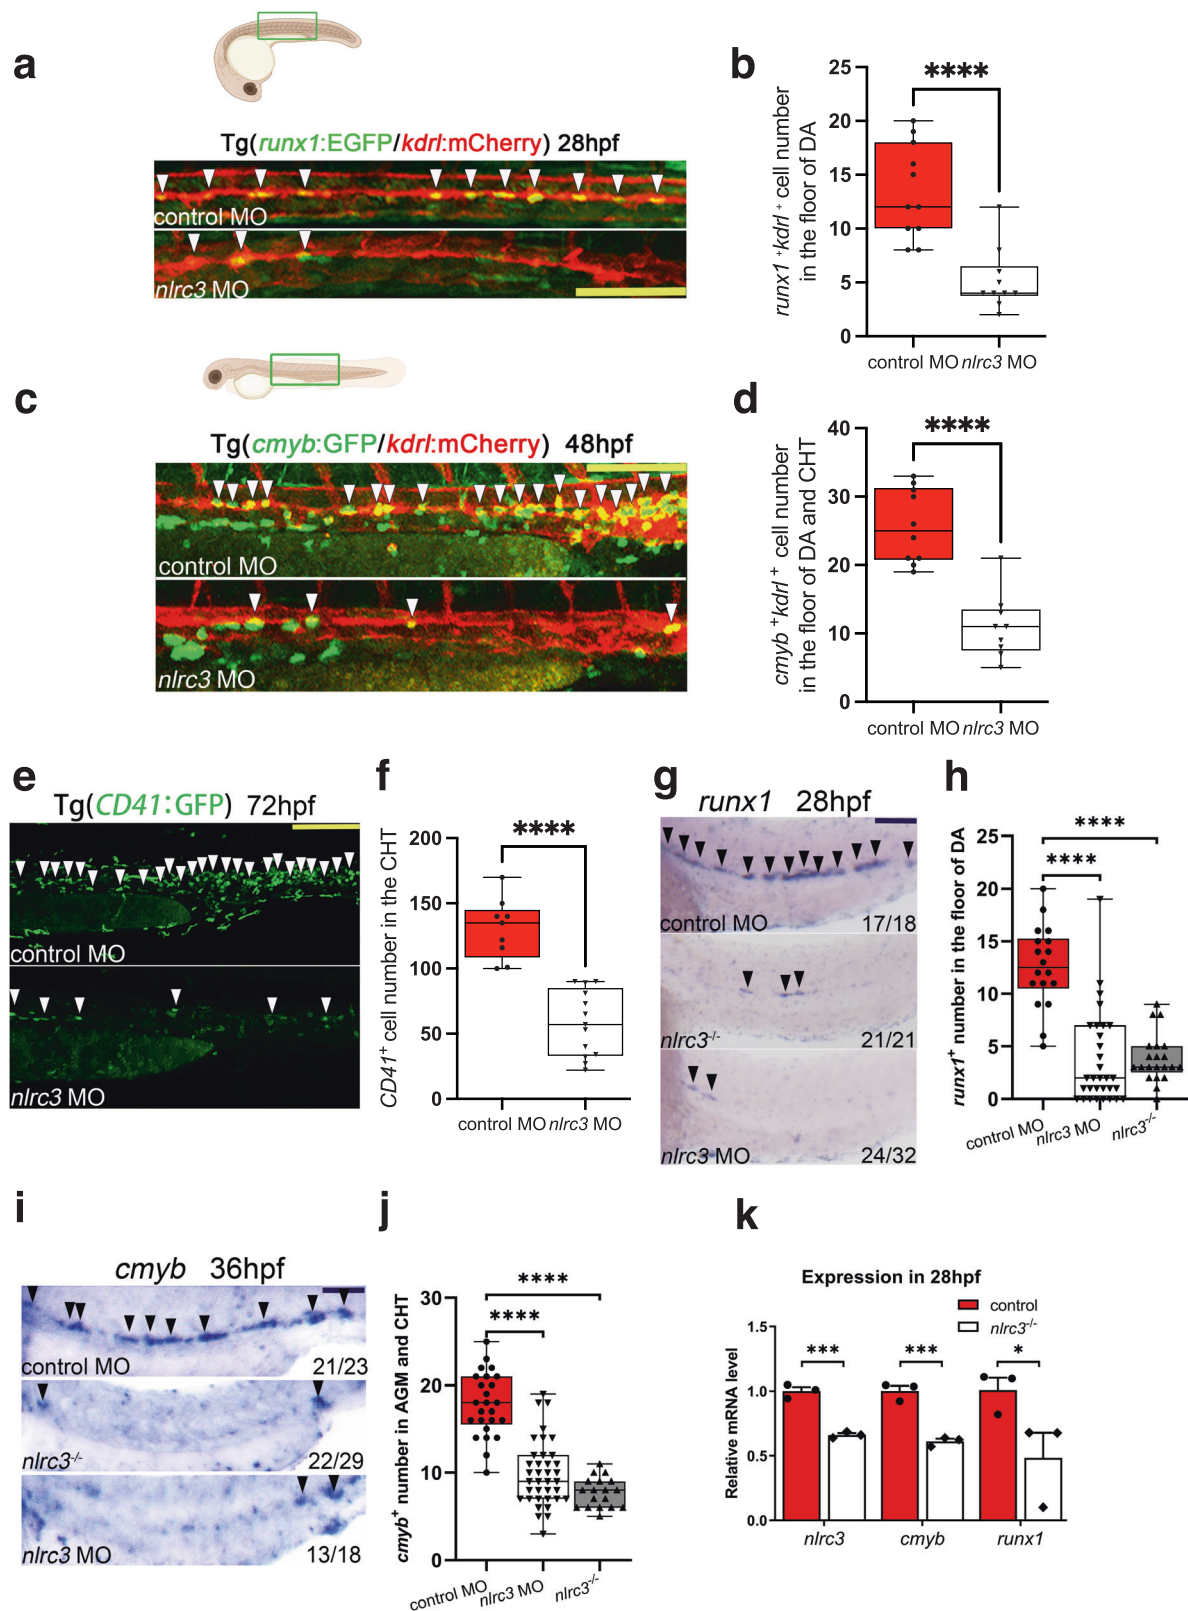 a
Tg(runx1:EGFP/kdrl:mCherry) 28hpf
control MO
nlrc3 MO
b
runx1⁺kdrl⁺ cell number
in the floor of DA
25
20
15
10
5
0
****
control MO nlrc3 MO
c
Tg(cmyb:GFP/kdrl:mCherry) 48hpf
control MO
nlrc3 MO
d
cmyb⁺kdrl⁺ cell number
in the floor of DA and CHT
40
30
20
10
0
****
control MO nlrc3 MO
e
Tg(CD41:GFP) 72hpf
control MO
nlrc3 MO
f
CD41⁺ cell number in the CHT
200
150
100
50
0
****
control MO nlrc3 MO
g
runx1 28hpf
control MO 17/18
nlrc3⁻/⁻ 21/21
nlrc3 MO 24/32
h
runx1⁺ number in the floor of DA
25
20
15
10
5
0
****
****
control MO nlrc3 MO nlrc3⁻/⁻
i
cmyb 36hpf
control MO 21/23
nlrc3⁻/⁻ 22/29
nlrc3 MO 13/18
j
cmyb⁺ number in AGM and CHT
30
20
10
0
****
****
control MO nlrc3 MO nlrc3⁻/⁻
k
Expression in 28hpf
control
nlrc3⁻/⁻
Relative mRNA level
1.5
1.0
0.5
0.0
*** *** *
nlrc3 cmyb runx1